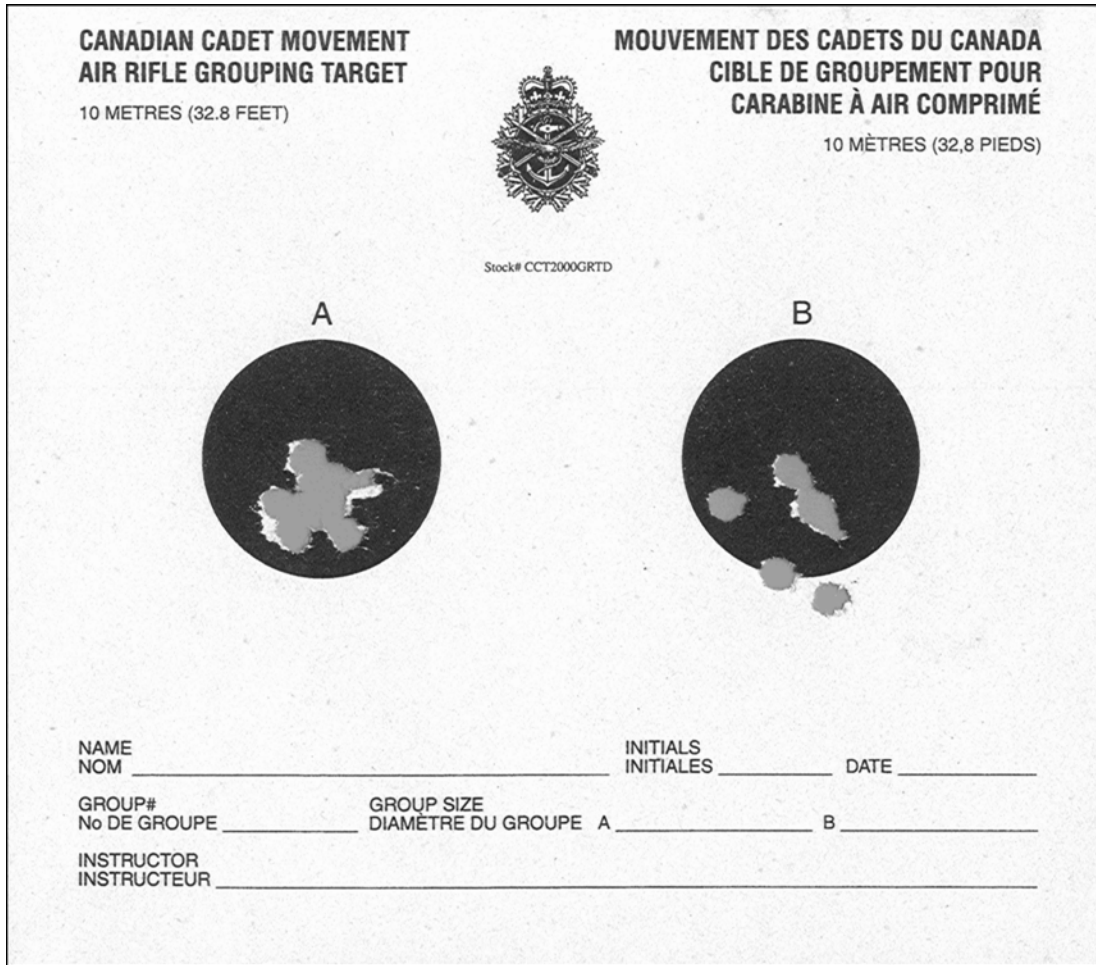 CANADIAN CADET MOVEMENT
AIR RIFLE GROUPING TARGET
10 METRES (32.8 FEET)
MOUVEMENT DES CADETS DU CANADA
CIBLE DE GROUPEMENT POUR
CARABINE À AIR COMPRIMÉ
10 MÈTRES (32,8 PIEDS)
Stock# CCT2000GRTD
A
B
NAME
NOM
INITIALS
INITIALES
DATE
GROUP#
No DE GROUPE
GROUP SIZE
DIAMÈTRE DU GROUPE A B
INSTRUCTOR
INSTRUCTEUR